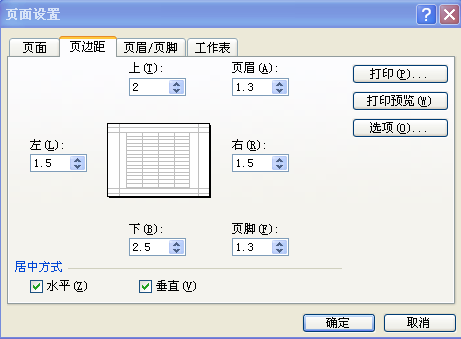 页面设置
页面 页边距 页眉/页脚 工作表
上(T): 页眉(A):
2 1.3
打印(P)...
打印预览(W)
选项(O)...
左(L): 右(R):
1.5 1.5
下(B): 页脚(F):
2.5 1.3
居中方式
水平(Z) 垂直(V)
确定 取消